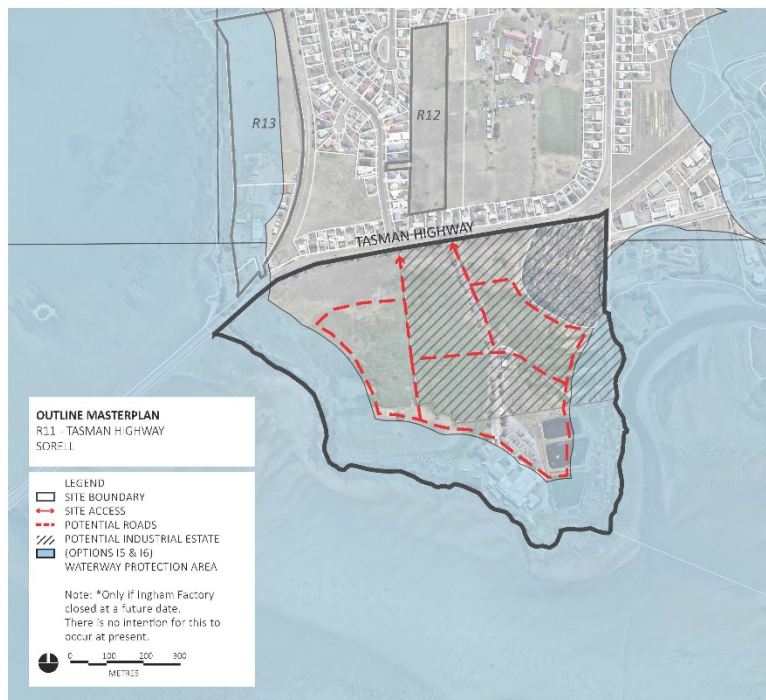 R13
R12
TASMAN HIGHWAY
OUTLINE MASTERPLAN
R11 - TASMAN HIGHWAY
SORELL
LEGEND
SITE BOUNDARY
SITE ACCESS
POTENTIAL ROADS
POTENTIAL INDUSTRIAL ESTATE
(OPTIONS I5 & I6)
WATERWAY PROTECTION AREA
Note: *Only if Ingham Factory
closed at a future date.
There is no intention for this to
occur at present.
0 100 200 300
METRES